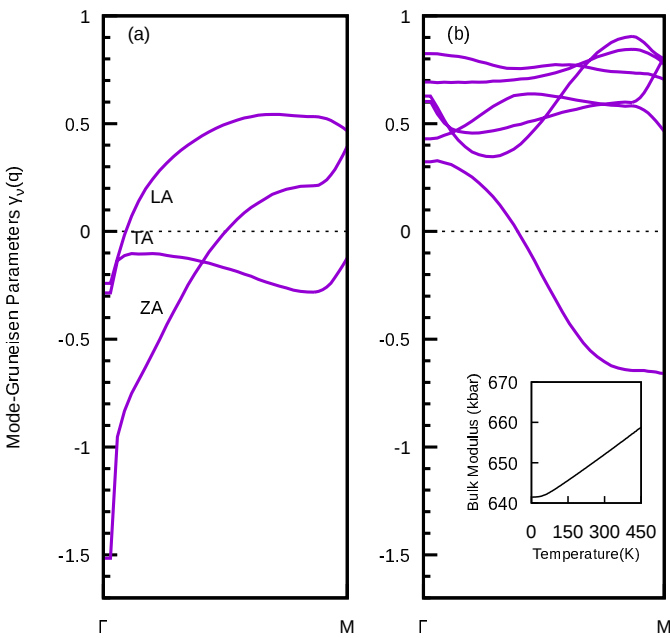 Mode-Gruneisen Parameters γν(q)
1
0.5
0
-0.5
-1
-1.5
(a)
LA
TA
ZA
Γ
M
1
0.5
0
-0.5
-1
-1.5
(b)
Γ
M
Bulk Modulus (kbar)
670
660
650
640
0 150 300 450
Temperature(K)